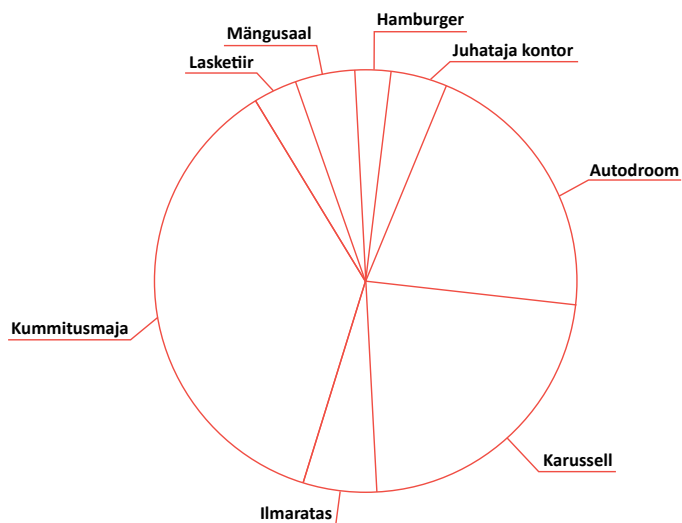 Hamburger
Mängusaal
Juhataja kontor
Lasketiir
Autodroom
Kummitusmaja
Karussell
Ilmaratas